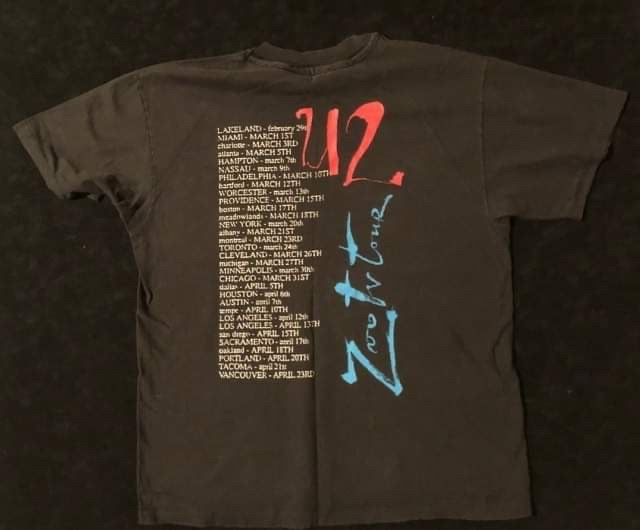 U2
LAKELAND - february 29th
MIAMI - MARCH 1ST
charlotte - MARCH 3RD
atlanta - MARCH 5TH
HAMPTON - march 7th
NASSAU - march 9th
PHILADELPHIA - MARCH 10TH
hartford - MARCH 12TH
WORCESTER - march 13th
PROVIDENCE - MARCH 15TH
boston - MARCH 17TH
meadowlands - MARCH 18TH
NEW YORK - march 20th
albany - MARCH 21ST
montreal - MARCH 23RD
TORONTO - march 24th
CLEVELAND - MARCH 26TH
michigan - MARCH 27TH
MINNEAPOLIS - march 30th
CHICAGO - MARCH 31ST
dallas - APRIL 5TH
HOUSTON - april 6th
AUSTIN - april 7th
tempe - APRIL 10TH
LOS ANGELES - april 12th
LOS ANGELES - APRIL 13TH
san diego - APRIL 15TH
SACRAMENTO - april 17th
oakland - APRIL 18TH
PORTLAND - APRIL 20TH
TACOMA - april 21st
VANCOUVER - APRIL 23RD
Zoo tv tour